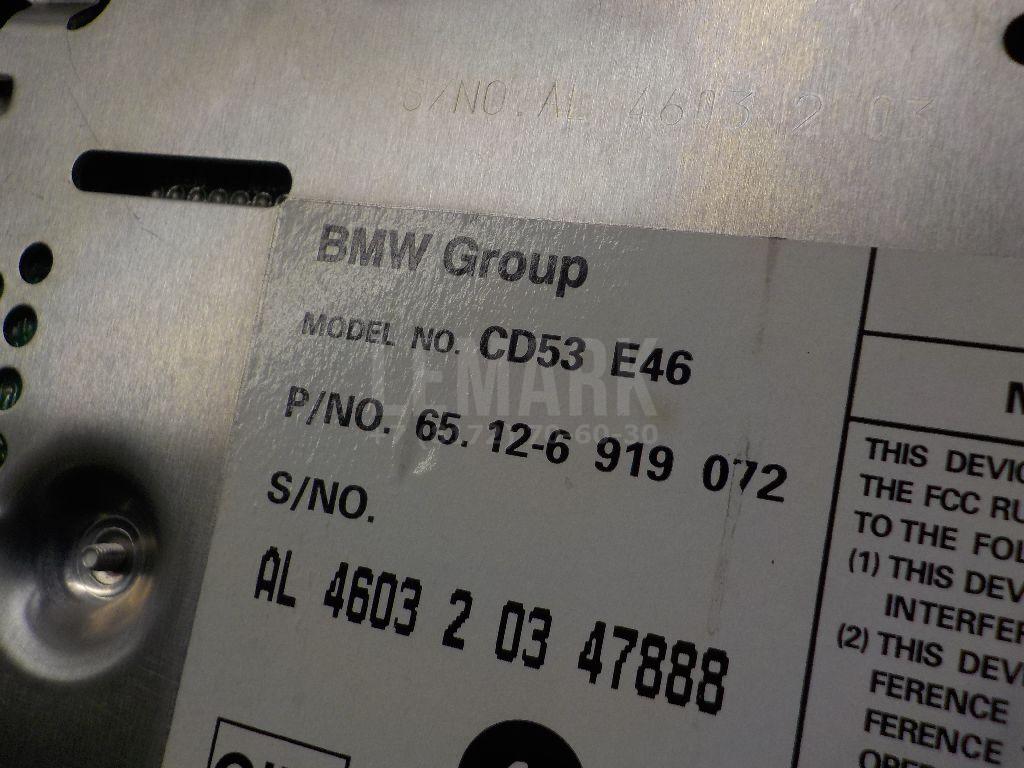 S/NO. AL 4603 2 03
BMW Group
MODEL NO. CD53 E46
LEMARK
P/NO. 65. 12-6 919 072
S/NO.
AL 4603 2 03 47888
THIS DEVIC
THE FCC RU
TO THE FOL
(1) THIS DEV
INTERFER
(2) THIS DEVI
FERENCE
FERENCE